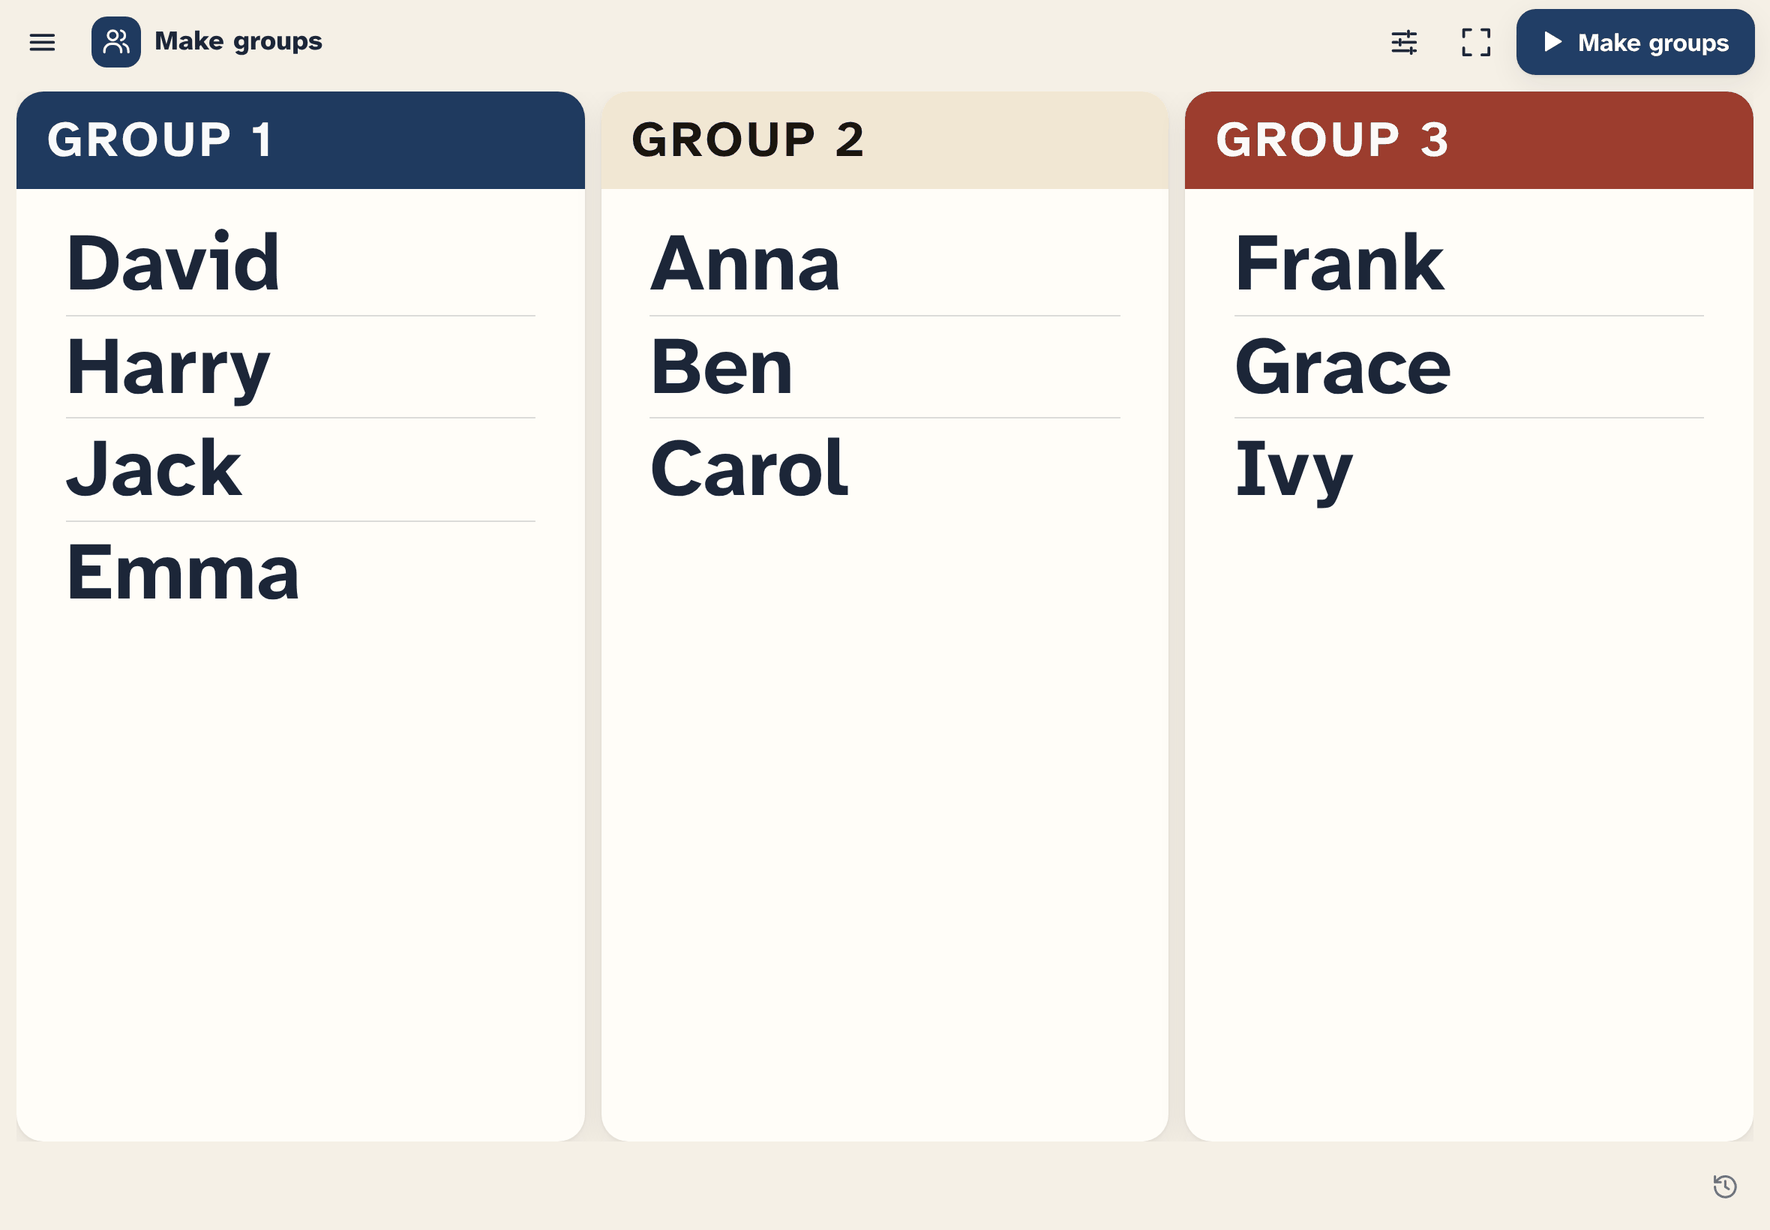 Make groups
Make groups
GROUP 1
David
Harry
Jack
Emma
GROUP 2
Anna
Ben
Carol
GROUP 3
Frank
Grace
Ivy